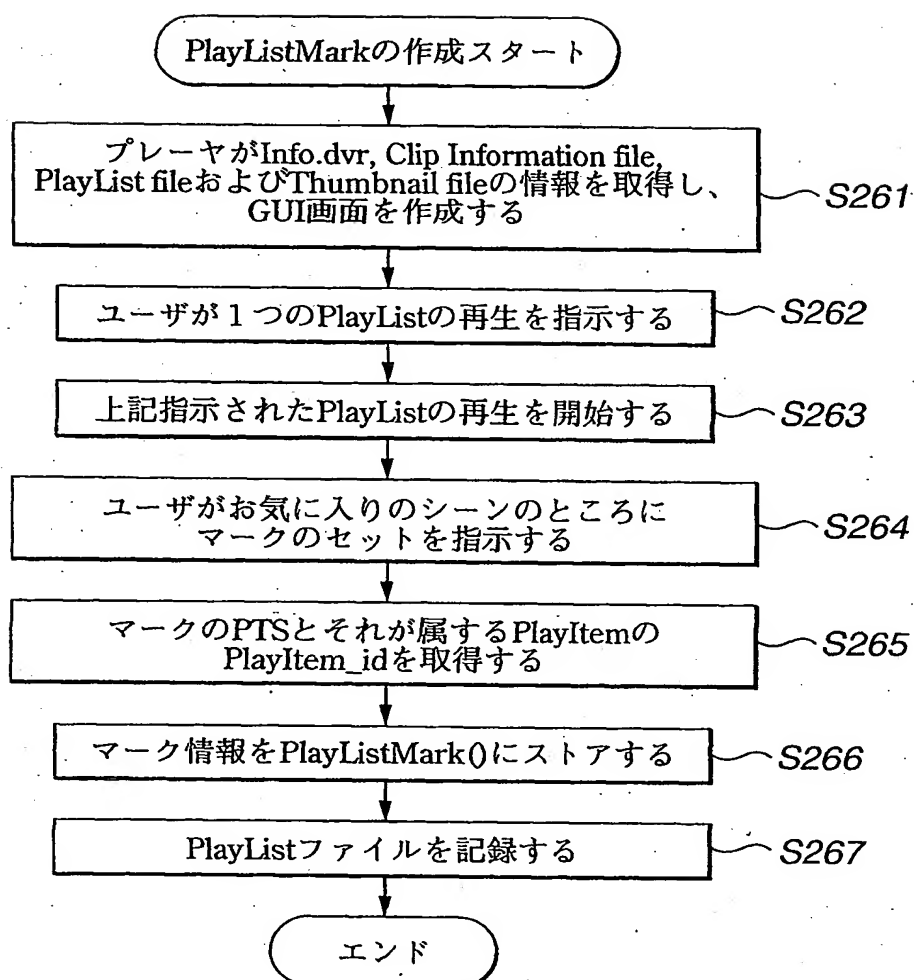 PlayListMarkの作成スタート
プレーヤがInfo.dvr, Clip Information file,
PlayList fileおよびThumbnail fileの情報を取得し、
GUI画面を作成する
S261
ユーザが１つのPlayListの再生を指示する
S262
上記指示されたPlayListの再生を開始する
S263
ユーザがお気に入りのシーンのところに
マークのセットを指示する
S264
マークのPTSとそれが属するPlayItemの
PlayItem_idを取得する
S265
マーク情報をPlayListMark()にストアする
S266
PlayListファイルを記録する
S267
エンド